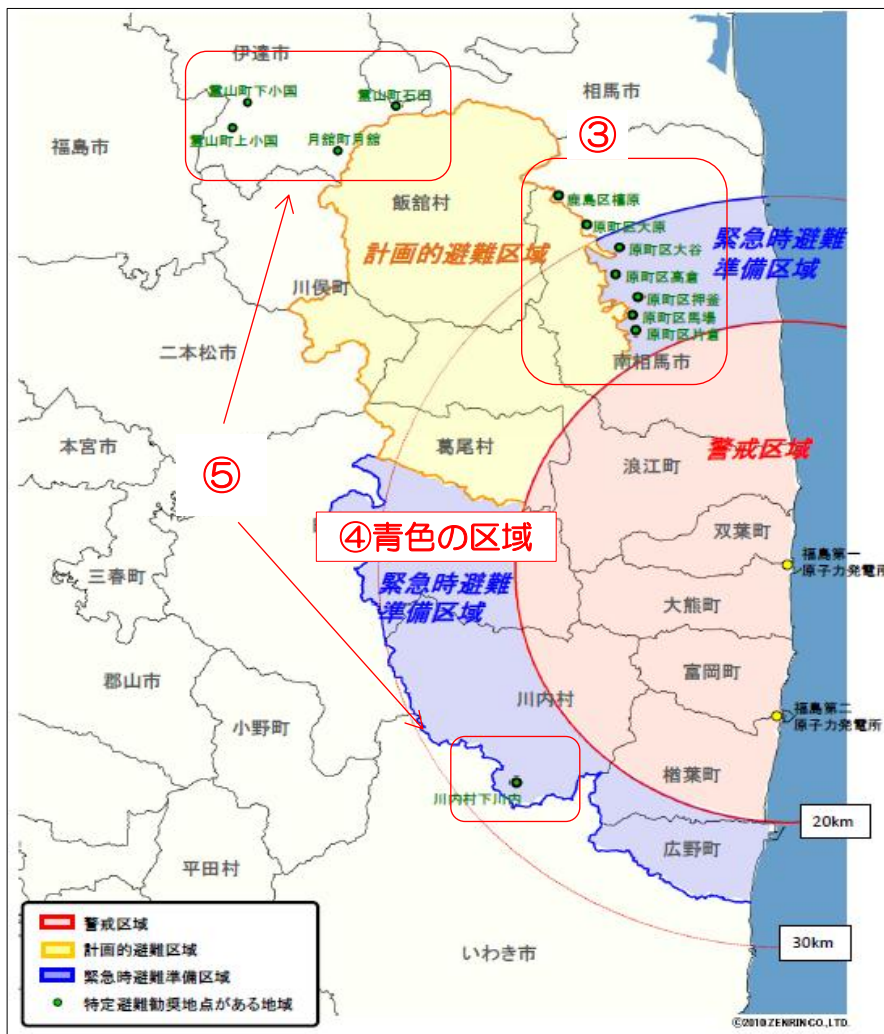 伊達市
霊山町下小国
霊山町石田
相馬市
霊山町上小国
福島市
月舘町月舘
③
飯舘村
鹿島区橲原
原町区大原
計画的避難区域
原町区大谷
緊急時避難
準備区域
原町区高倉
川俣町
原町区押釜
原町区馬場
原町区片倉
二本松市
南相馬市
本宮市
葛尾村
警戒区域
⑤
浪江町
④青色の区域
双葉町
福島第一
原子力発電所
三春町
緊急時避難
準備区域
大熊町
富岡町
郡山市
川内村
小野町
福島第二
原子力発電所
楢葉町
川内村下川内
20km
広野町
平田村
警戒区域
計画的避難区域
緊急時避難準備区域
特定避難勧奨地点がある地域
いわき市
30km
©2010 ZENRIN CO., LTD.